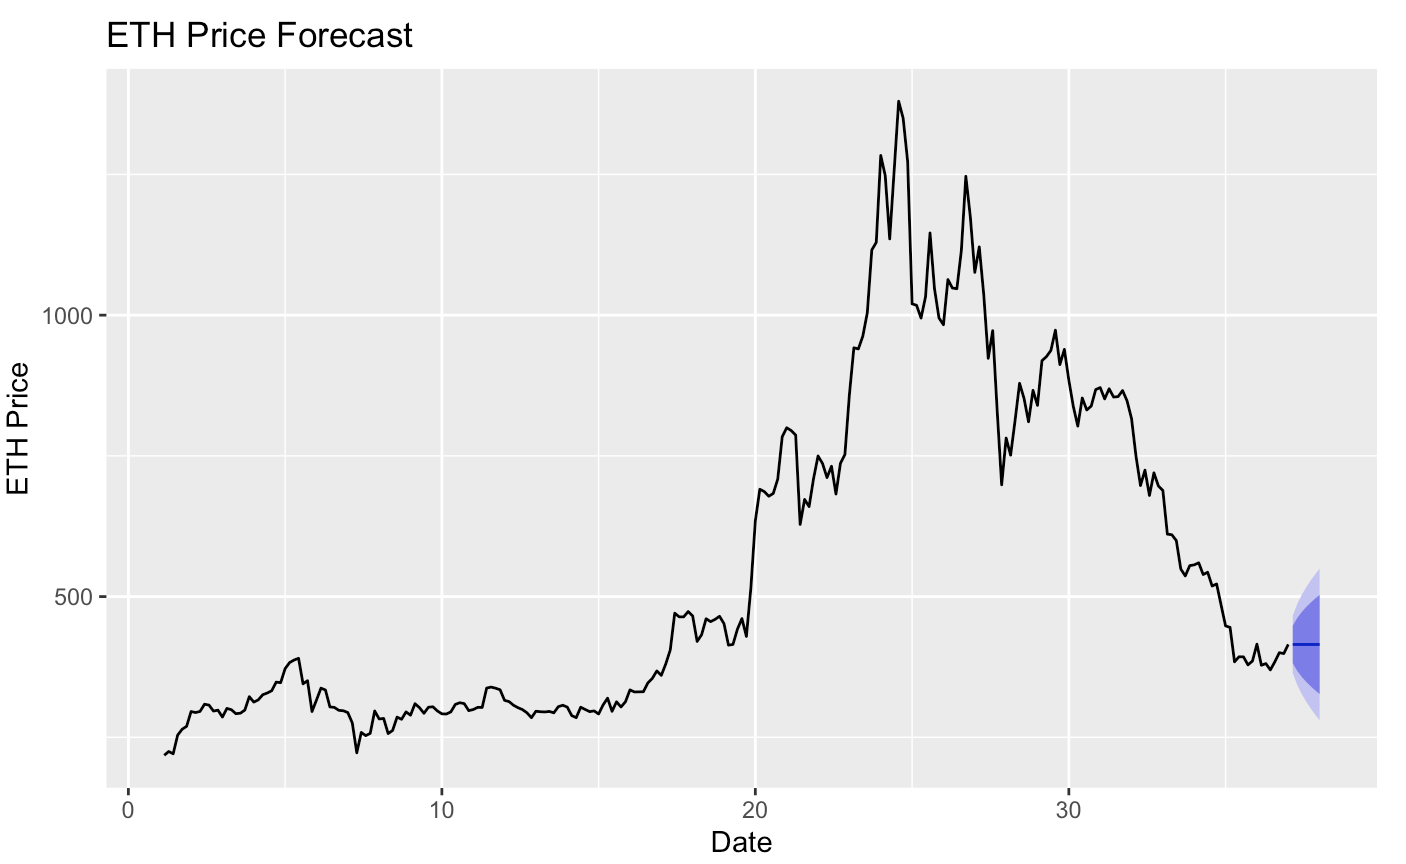 ETH Price Forecast
1000
500
ETH Price
0 10 20 30
Date